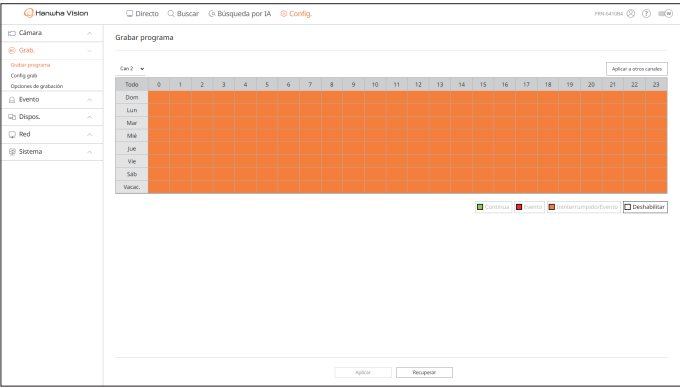 Hanwha Vision
Directo Buscar Búsqueda por IA Config.
PRN-6410B4
Cámara
Grab.
Grabar programa
Config grab
Opciones de grabación
Evento
Dispos.
Red
Sistema
Grabar programa
Can 2
Aplicar a otros canales
Todo 0 1 2 3 4 5 6 7 8 9 10 11 12 13 14 15 16 17 18 19 20 21 22 23
Dom
Lun
Mar
Mié
Jue
Vie
Sáb
Vacac.
Continua Evento Ininterrumpido/Evento Deshabilitar
Aplicar Recuperar